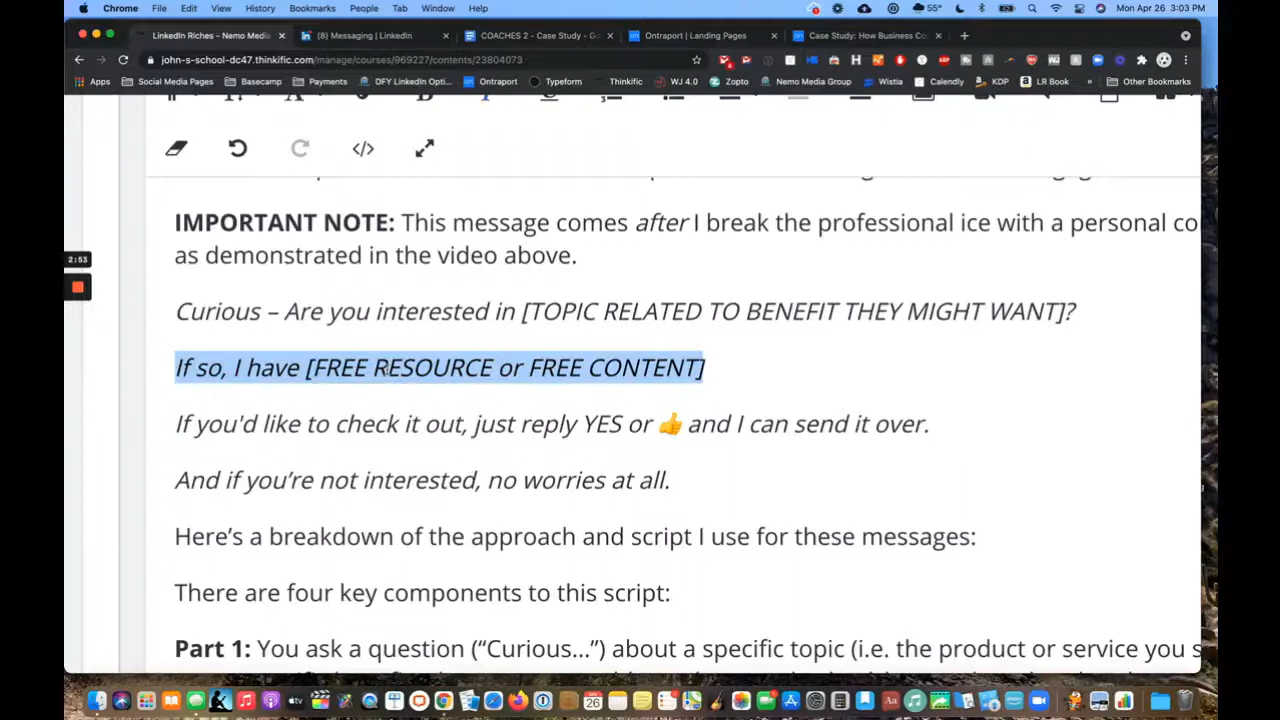 Chrome File Edit View History Bookmarks People Tab Window Help 55° Mon Apr 26 3:03 PM
LinkedIn Riches - Nemo Media (8) Messaging | LinkedIn COACHES 2 - Case Study - Go Ontraport | Landing Pages Case Study: How Business Co
john-s-school-dc47.thinkific.com/manage/courses/969227/contents/23804073
Apps Social Media Pages Basecamp Payments DFY LinkedIn Opti... Ontraport Typeform Thinkific WJ 4.0 Zopto Nemo Media Group Wistia Calendly KDP LR Book » Other Bookmarks
IMPORTANT NOTE: This message comes after I break the professional ice with a personal co
as demonstrated in the video above.
2:53
Curious – Are you interested in [TOPIC RELATED TO BENEFIT THEY MIGHT WANT]?
If so, I have [FREE RESOURCE or FREE CONTENT]
If you'd like to check it out, just reply YES or 👍 and I can send it over.
And if you’re not interested, no worries at all.
Here’s a breakdown of the approach and script I use for these messages:
There are four key components to this script:
Part 1: You ask a question (“Curious...”) about a specific topic (i.e. the product or service you s